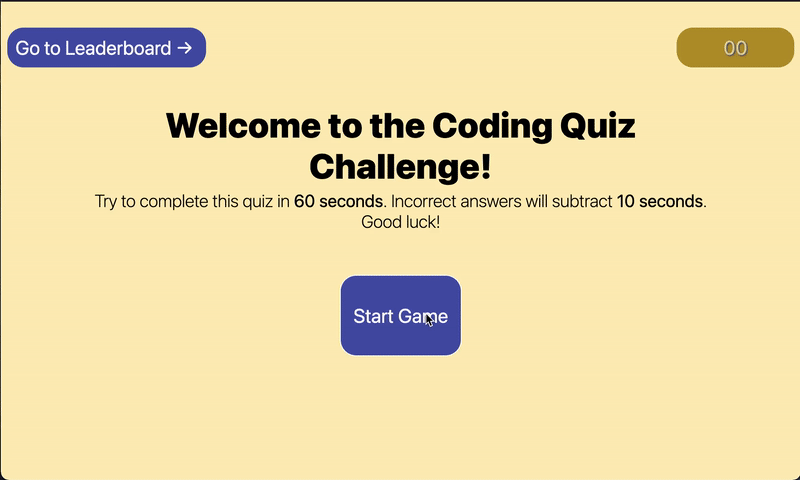 Go to Leaderboard →
00
Welcome to the Coding Quiz
Challenge!
Try to complete this quiz in 60 seconds. Incorrect answers will subtract 10 seconds.
Good luck!
Start Game